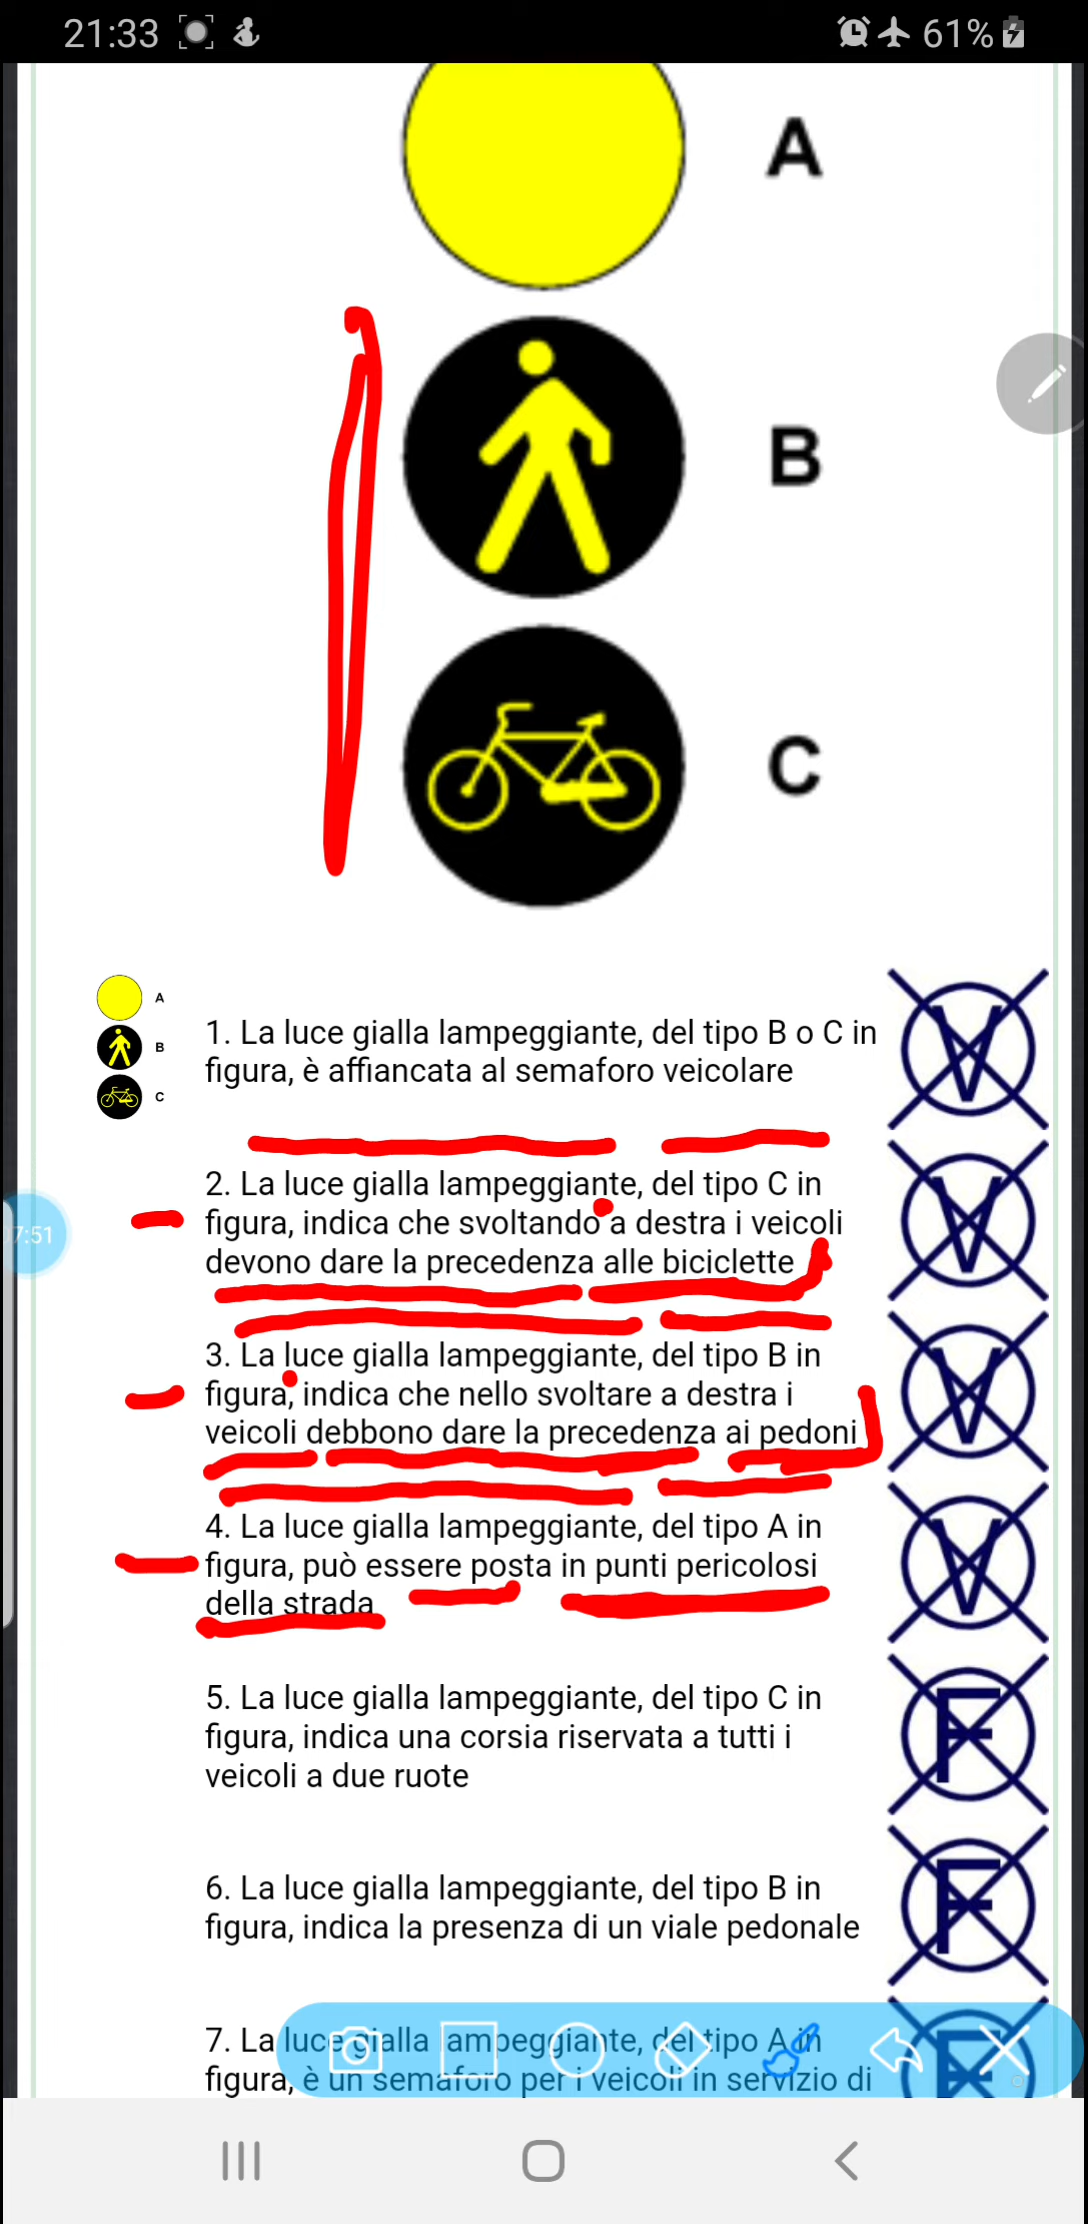 21:33
61%
A
B
C
A
B
C
1. La luce gialla lampeggiante, del tipo B o C in
figura, è affiancata al semaforo veicolare
V
2. La luce gialla lampeggiante, del tipo C in
figura, indica che svoltando a destra i veicoli
devono dare la precedenza alle biciclette
V
7:51
3. La luce gialla lampeggiante, del tipo B in
figura, indica che nello svoltare a destra i
veicoli debbono dare la precedenza ai pedoni
V
4. La luce gialla lampeggiante, del tipo A in
figura, può essere posta in punti pericolosi
della strada
V
5. La luce gialla lampeggiante, del tipo C in
figura, indica una corsia riservata a tutti i
veicoli a due ruote
F
6. La luce gialla lampeggiante, del tipo B in
figura, indica la presenza di un viale pedonale
F
7. La luce gialla lampeggiante, del tipo A in
figura, è un semaforo per i veicoli in servizio di
F